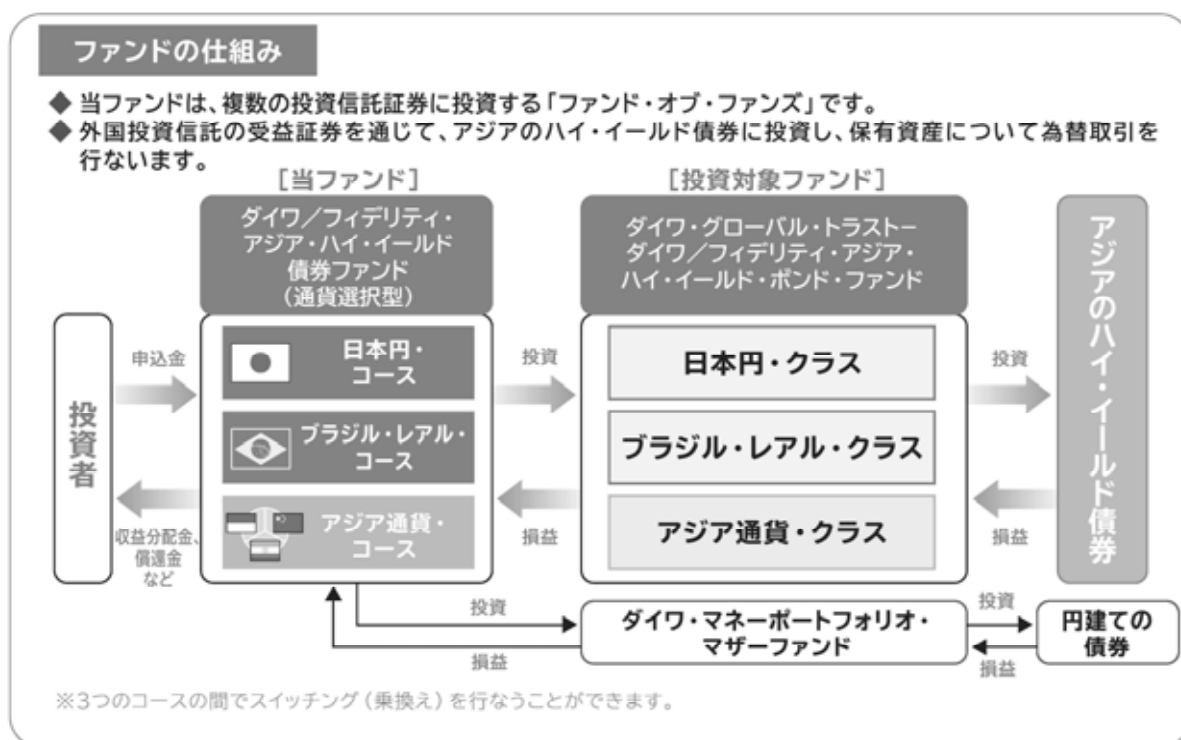 ファンドの仕組み
◆ 当ファンドは、複数の投資信託証券に投資する「ファンド・オブ・ファンズ」です。
◆ 外国投資信託の受益証券を通じて、アジアのハイ・イールド債券に投資し、保有資産について為替取引を
行ないます。
［当ファンド］
ダイワ／フィデリティ・
アジア・ハイ・イールド
債券ファンド
（通貨選択型）
［投資対象ファンド］
ダイワ・グローバル・トラストー
ダイワ／フィデリティ・アジア・
ハイ・イールド・ボンド・ファンド
投資者
申込金
収益分配金、
償還金
など
日本円・
コース
ブラジル・レアル・
コース
アジア通貨・
コース
投資
損益
日本円・クラス
ブラジル・レアル・クラス
アジア通貨・クラス
投資
損益
アジアのハイ・イールド債券
投資
損益
ダイワ・マネーポートフォリオ・
マザーファンド
投資
損益
円建ての
債券
※3つのコースの間でスイッチング（乗換え）を行なうことができます。